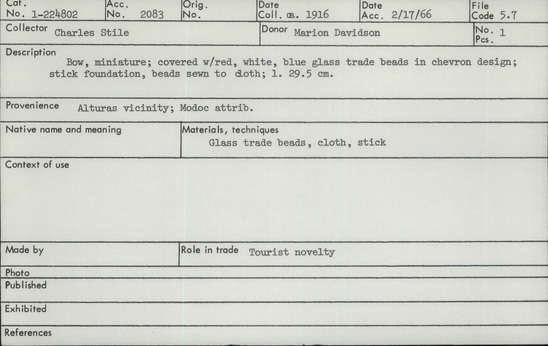 Cat. No. 1-224802 Acc. No. 2083 Orig. No. Date Coll. ca. 1916 Date Acc. 2/17/66 File Code 5.7
Collector Charles Stile Donor Marion Davidson No. Pcs. 1
Description
Bow, miniature; covered w/red, white, blue glass trade beads in chevron design;
stick foundation, beads sewn to cloth; l. 29.5 cm.
Provenience Alturas vicinity; Modoc attrib.
Native name and meaning Materials, techniques
Glass trade beads, cloth, stick
Context of use
Made by Role in trade Tourist novelty
Photo
Published
Exhibited
References